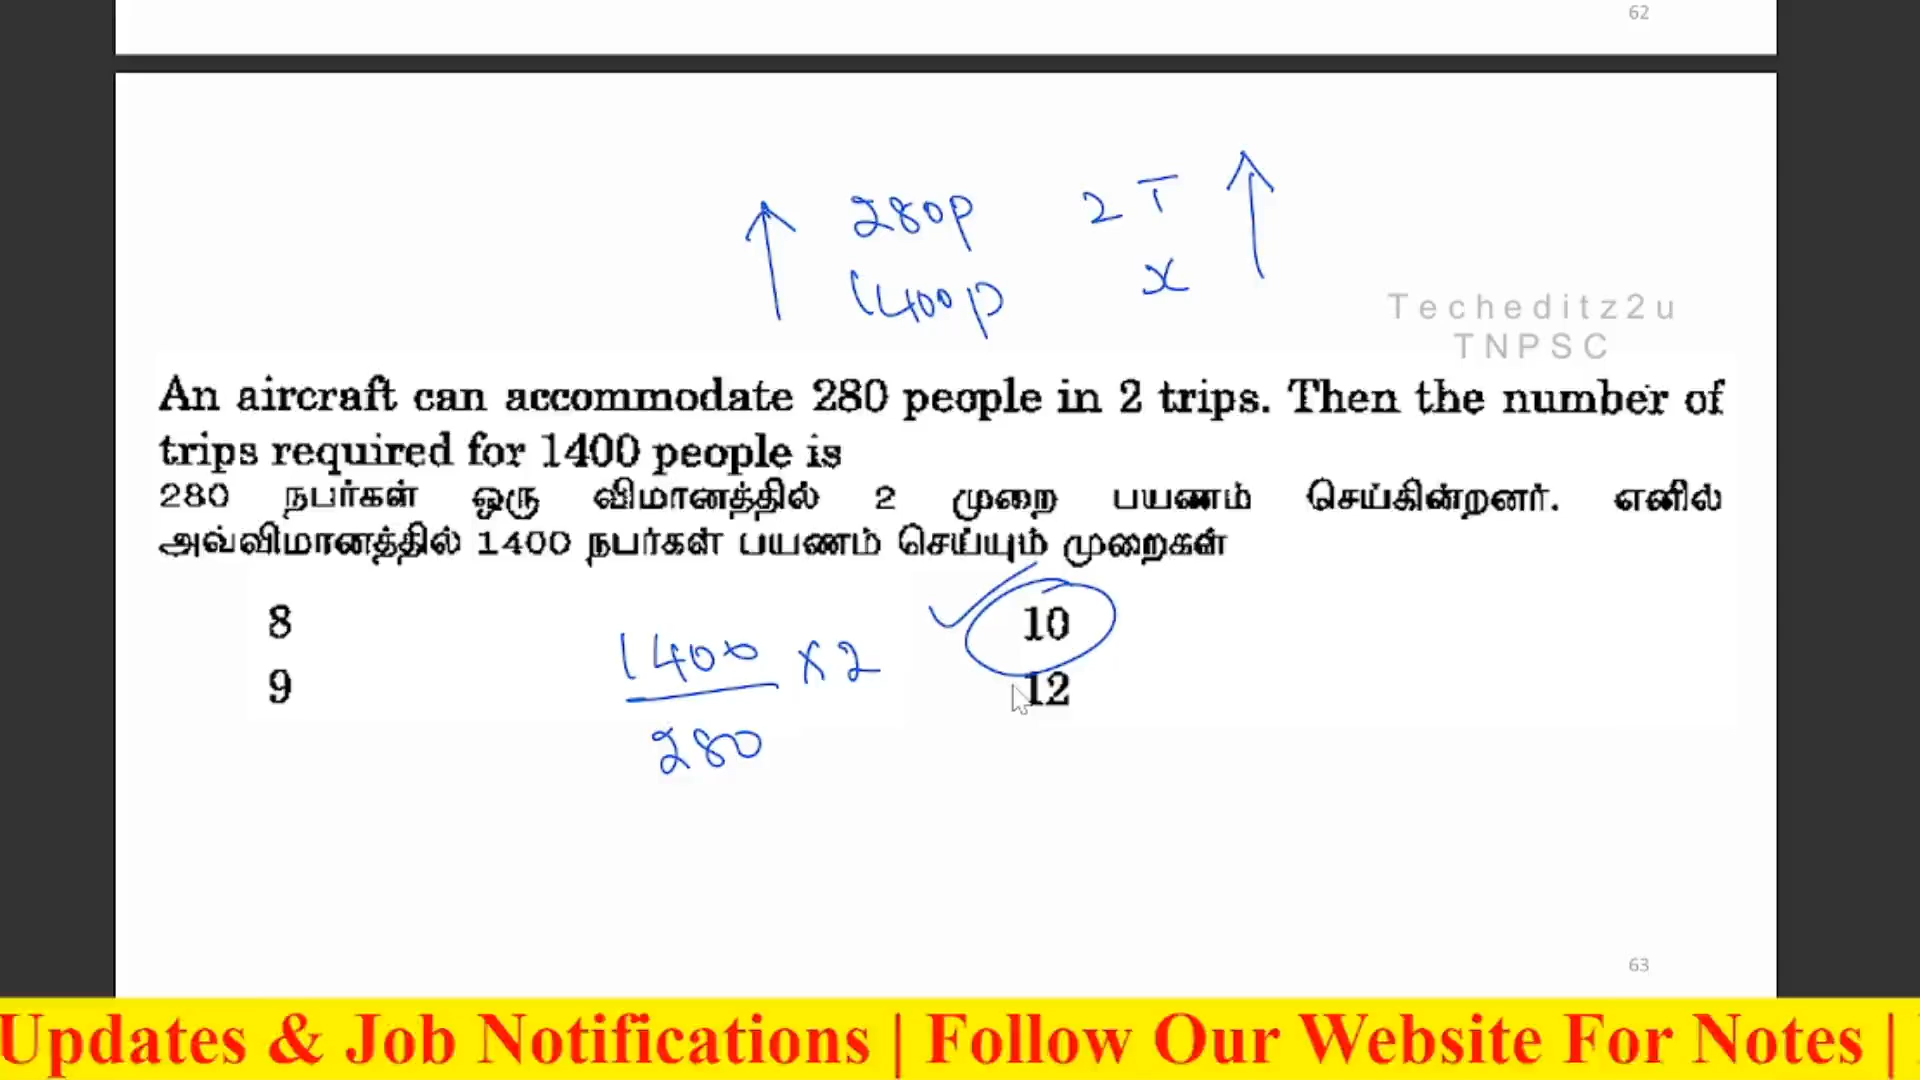 62
280p 2 T
1400p x
Techeditz2u
TNPSC
An aircraft can accommodate 280 people in 2 trips. Then the number of
trips required for 1400 people is
280 நபர்கள் ஒரு விமானத்தில் 2 முறை பயணம் செய்கின்றனர். எனில்
அவ்விமானத்தில் 1400 நபர்கள் பயணம் செய்யும் முறைகள்
8 10
1400 × 2
9 12
280
63
Updates & Job Notifications | Follow Our Website For Notes |